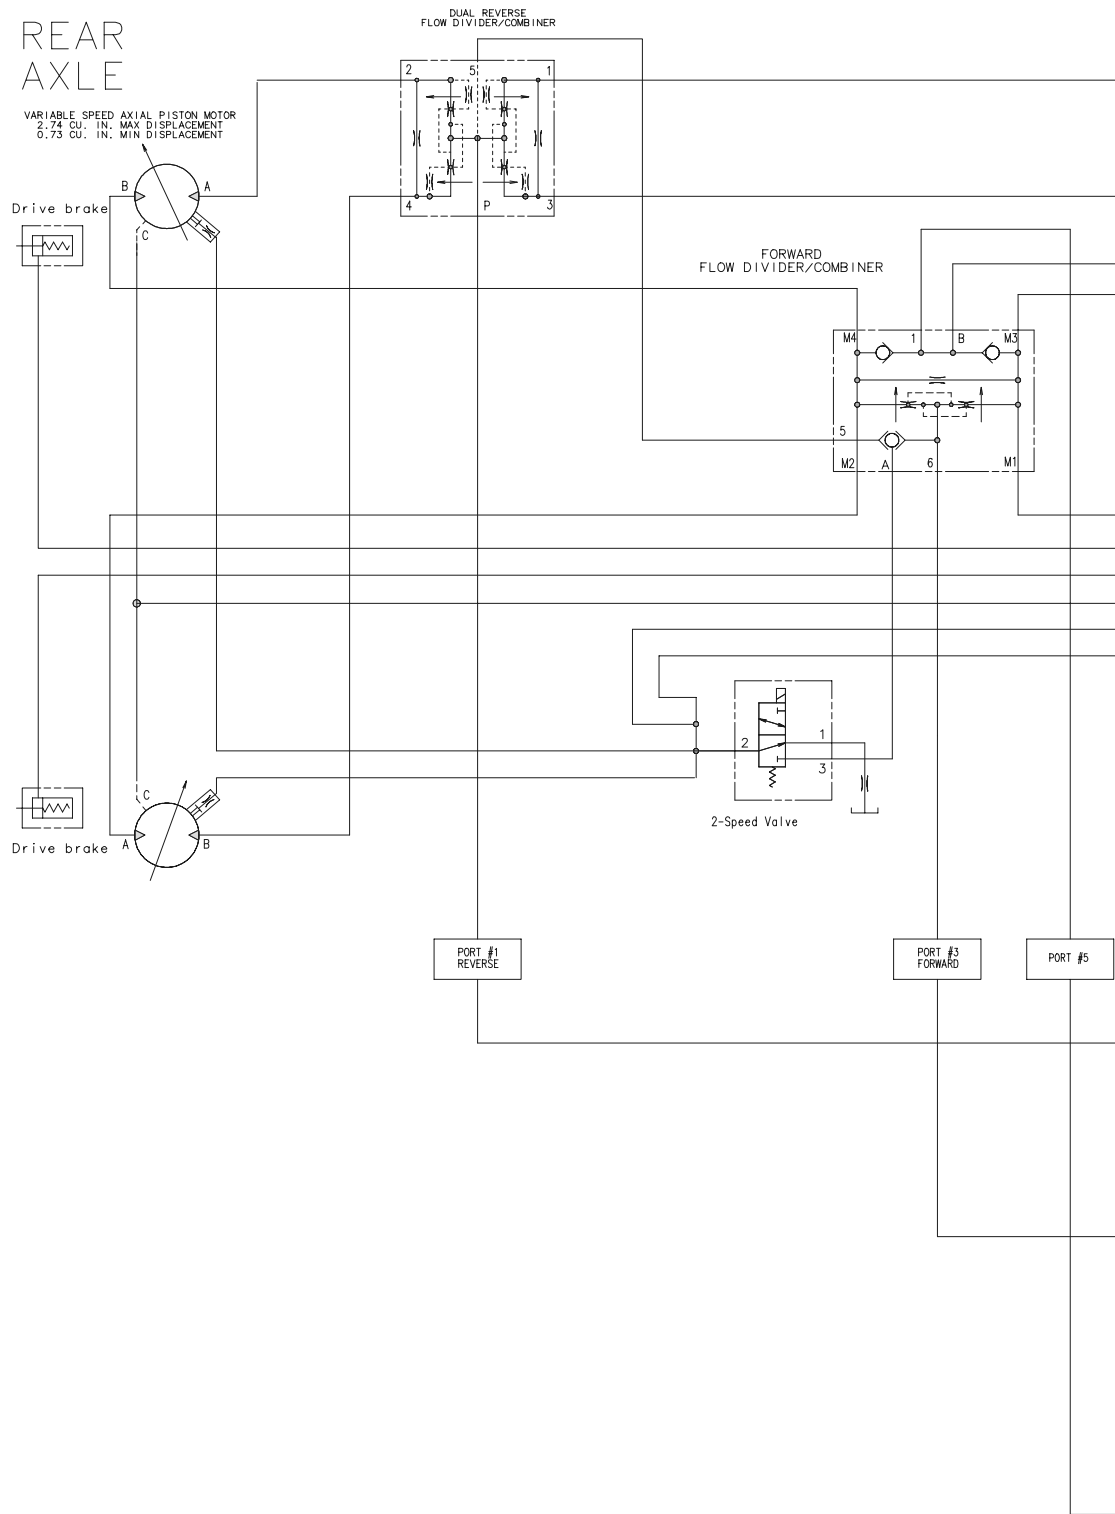 REAR
AXLE
DUAL REVERSE
FLOW DIVIDER/COMBINER
VARIABLE SPEED AXIAL PISTON MOTOR
2.74 CU. IN. MAX DISPLACEMENT
0.73 CU. IN. MIN DISPLACEMENT
2 5 1
4 P 3
B A
C
Drive brake
FORWARD
FLOW DIVIDER/COMBINER
M4 1 B M3
5
M2 A 6 M1
2 1
3
2-Speed Valve
C
A B
Drive brake
PORT #1
REVERSE
PORT #3
FORWARD
PORT #5